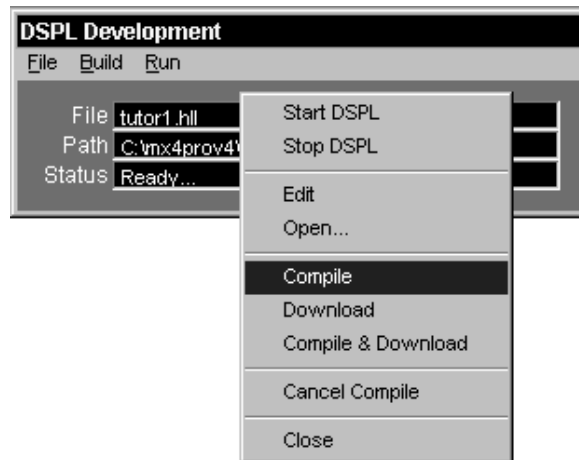 DSPL Development
File Build Run
File tutor1.hll
Path C:\mx4prov4\
Status Ready...
Start DSPL
Stop DSPL
Edit
Open...
Compile
Download
Compile & Download
Cancel Compile
Close